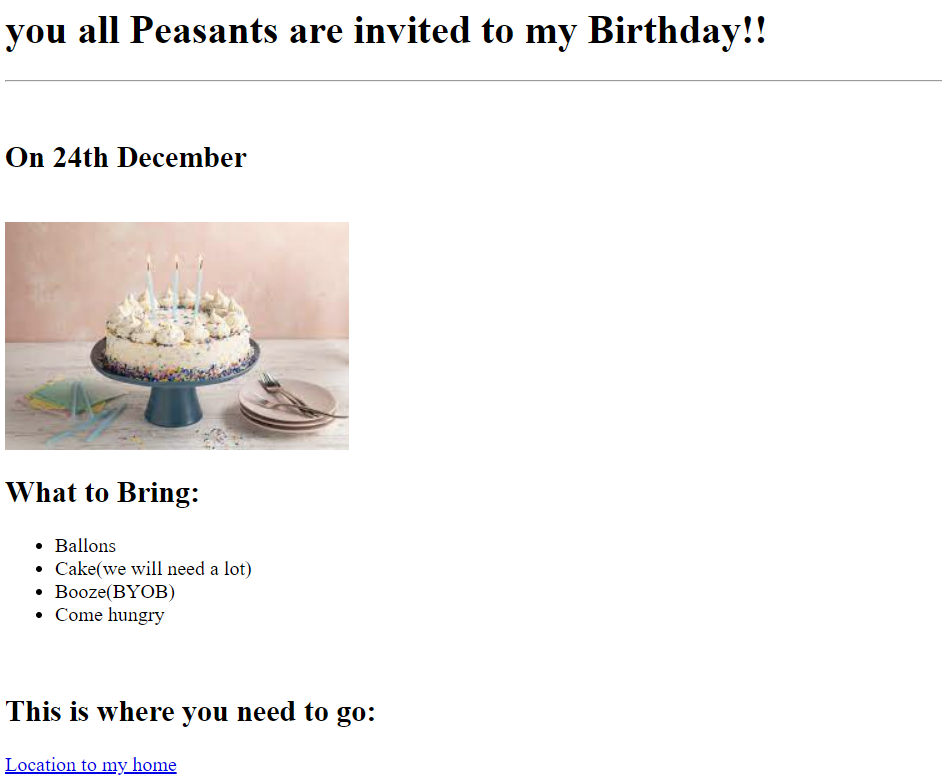 you all Peasants are invited to my Birthday!!
On 24th December
What to Bring:
Ballons
Cake(we will need a lot)
Booze(BYOB)
Come hungry
This is where you need to go:
Location to my home